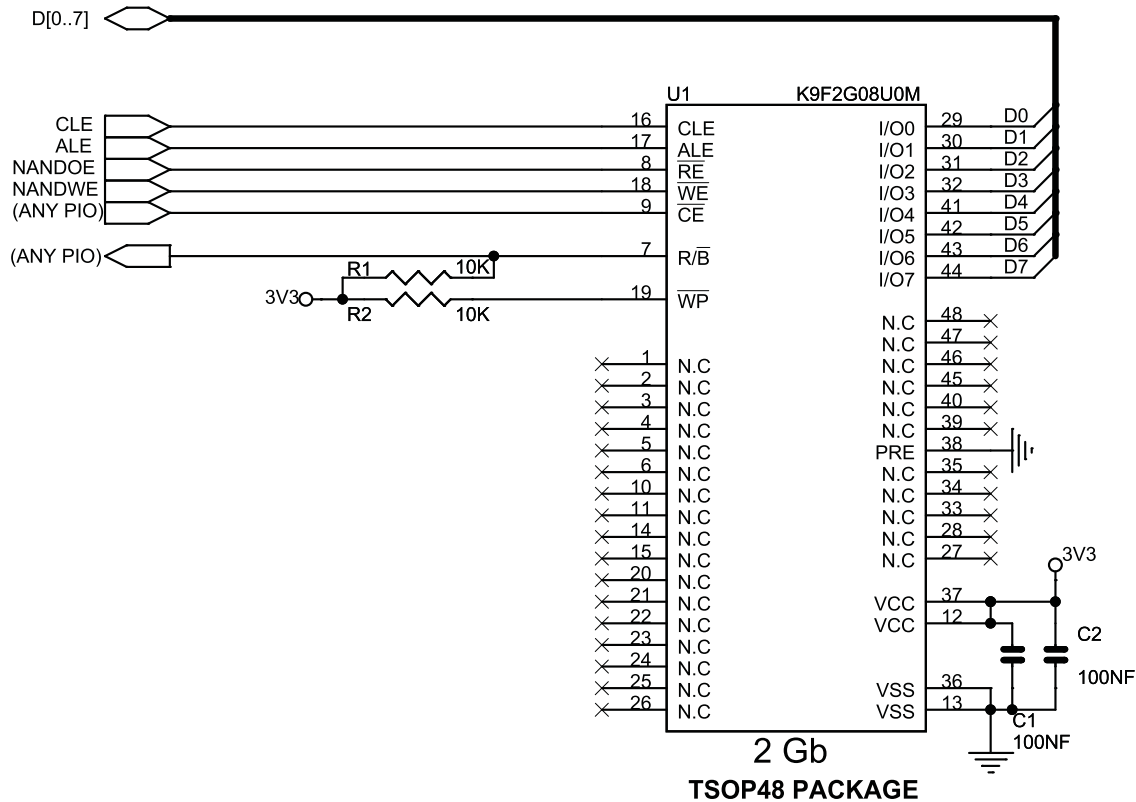 D[0..7]
U1 K9F2G08U0M
CLE 16 CLE I/O0 29 D0
ALE 17 ALE I/O1 30 D1
NANDOE 8 RE I/O2 31 D2
NANDWE 18 WE I/O3 32 D3
(ANY PIO) 9 CE I/O4 41 D4
I/O5 42 D5
(ANY PIO) 7 R/B I/O6 43 D6
R1 10K I/O7 44 D7
3V3 19 WP
R2 10K
N.C 48
N.C 47
1 N.C N.C 46
2 N.C N.C 45
3 N.C N.C 40
4 N.C N.C 39
5 N.C PRE 38
6 N.C N.C 35
10 N.C N.C 34
11 N.C N.C 33
14 N.C N.C 28
15 N.C N.C 27
3V3
20 N.C
21 N.C VCC 37
22 N.C VCC 12
23 N.C C2
24 N.C 100NF
25 N.C VSS 36
26 N.C VSS 13
C1
100NF
2 Gb
TSOP48 PACKAGE